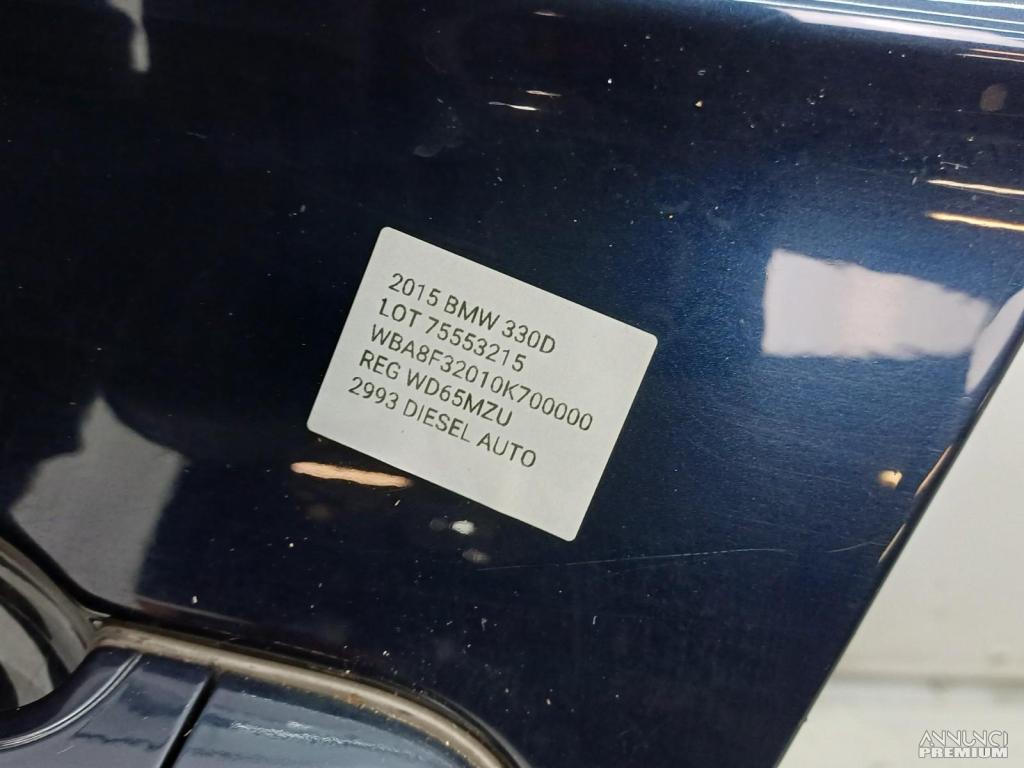 2015 BMW 330D
LOT 75553215
WBA8F32010K700000
REG WD65MZU
2993 DIESEL AUTO
ANNUNCI
PREMIUM